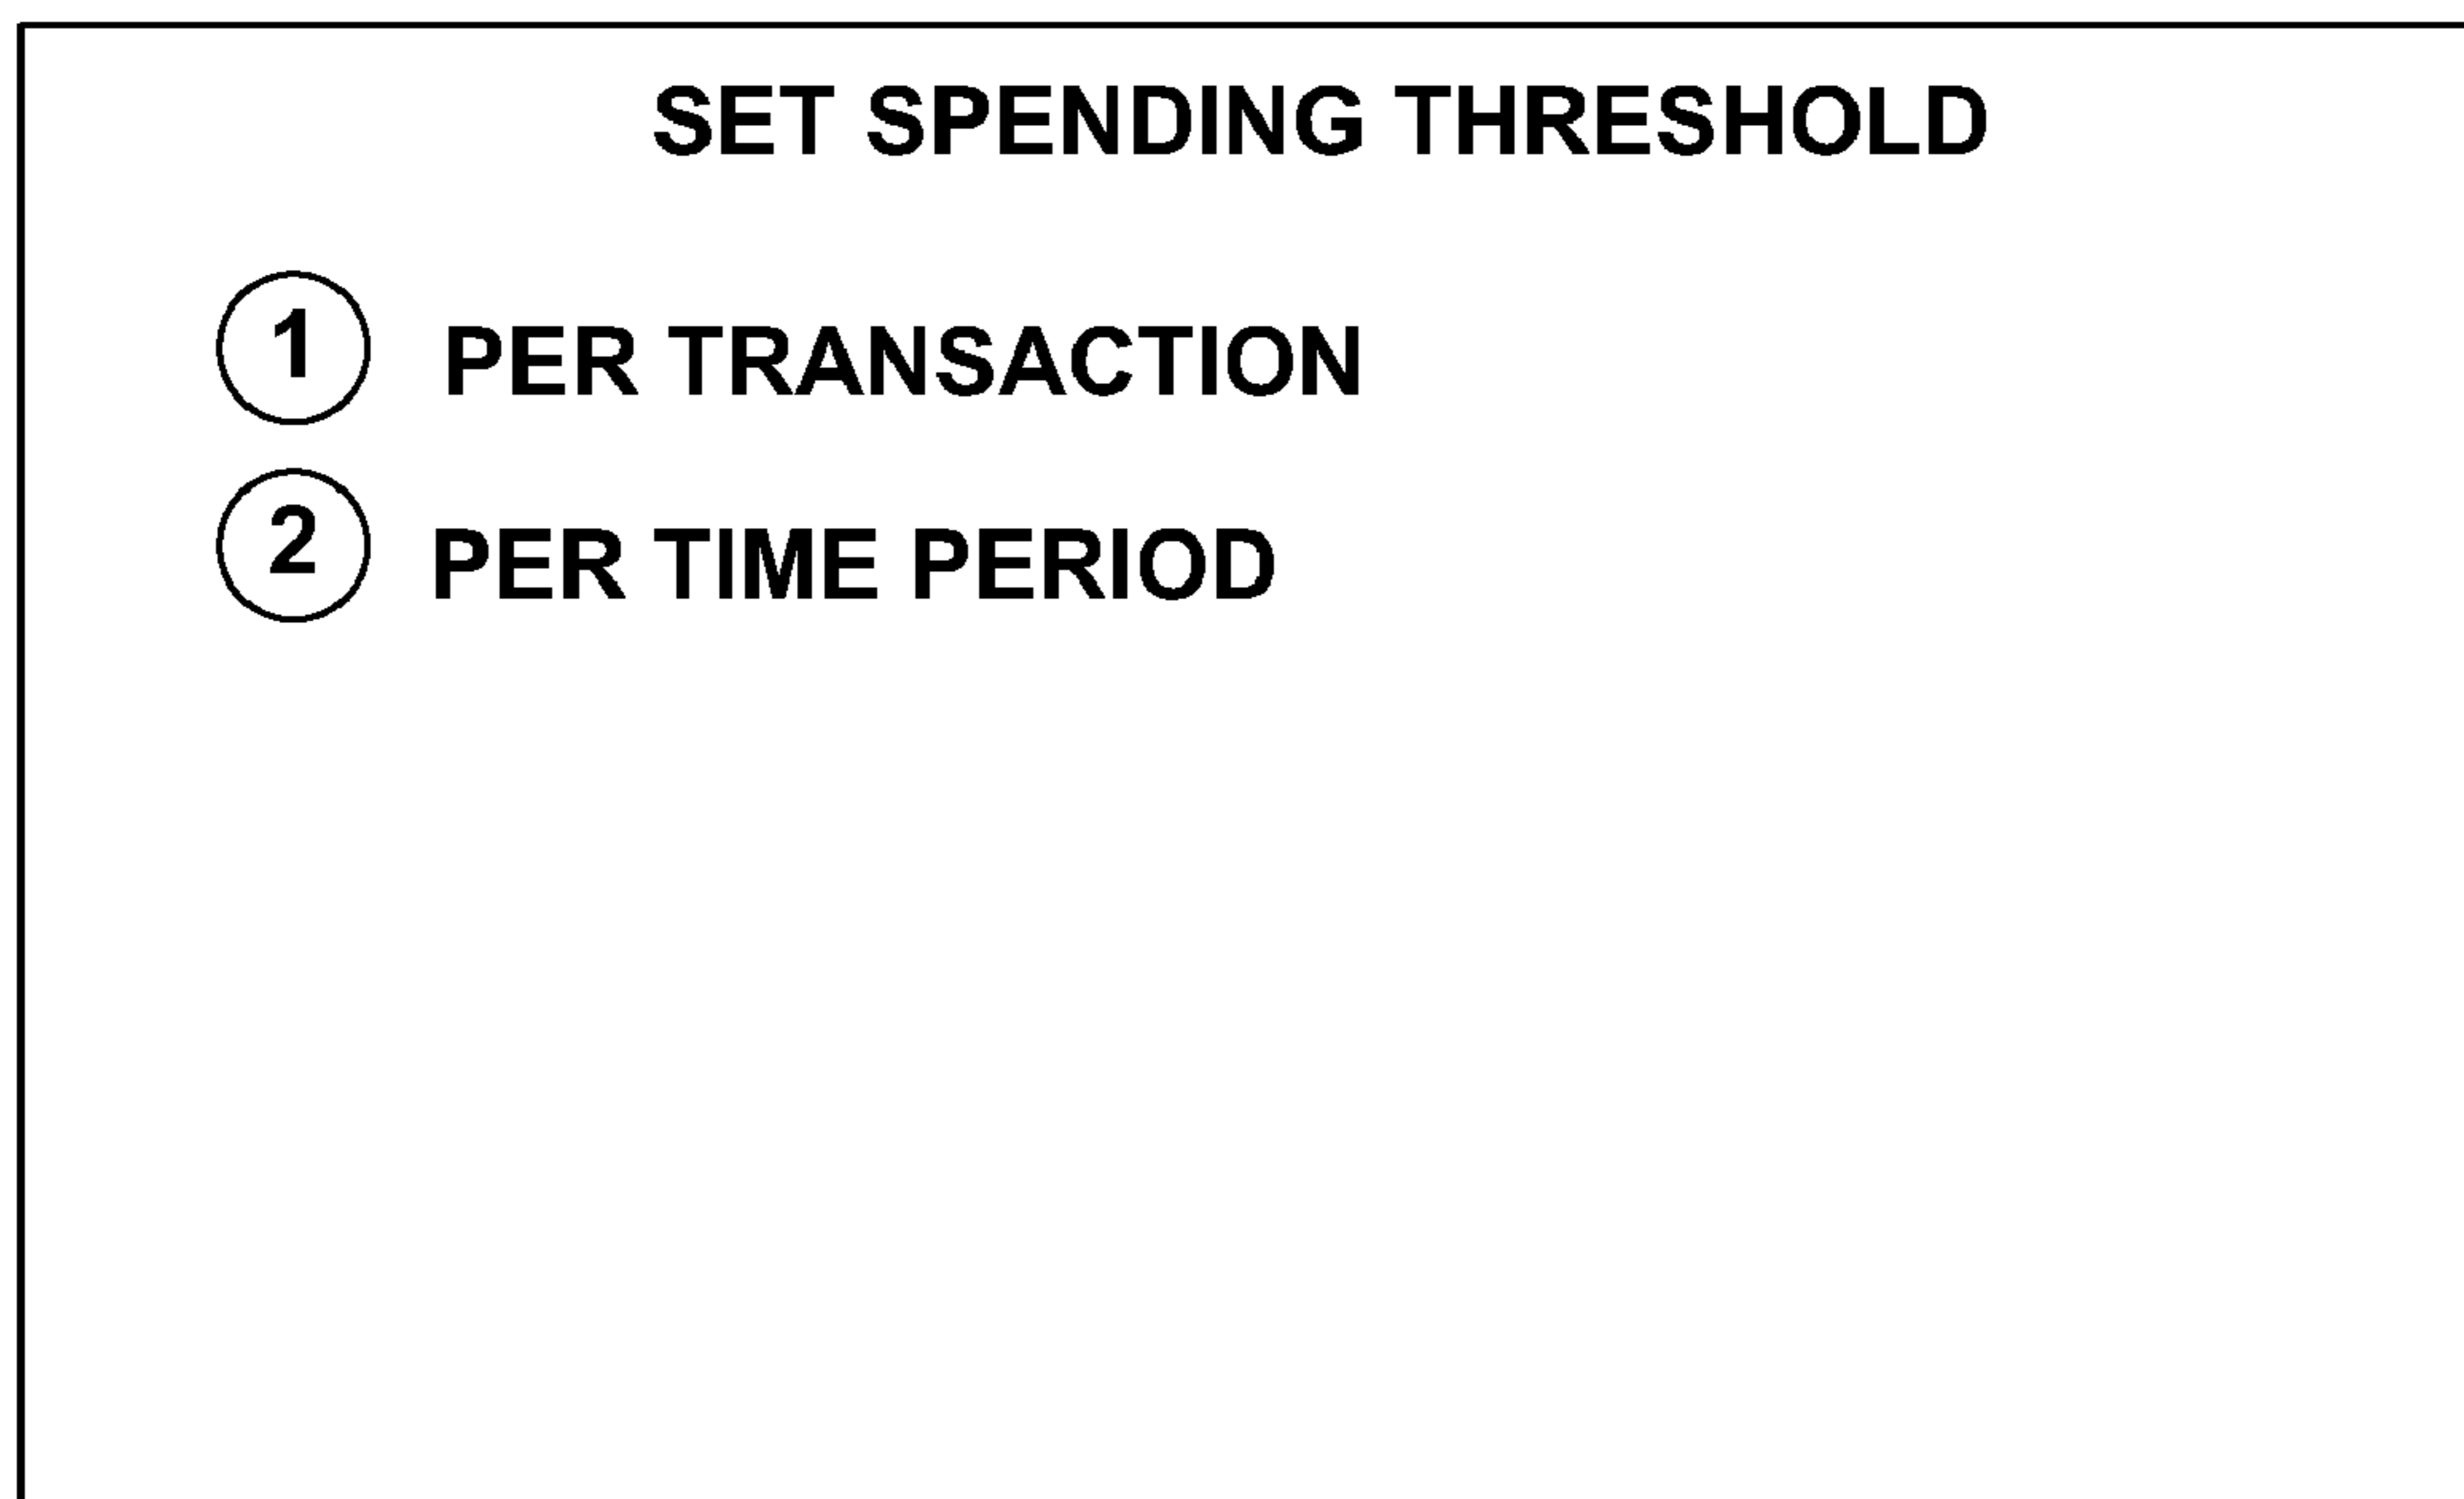 SET SPENDING THRESHOLD
1 PER TRANSACTION
2 PER TIME PERIOD